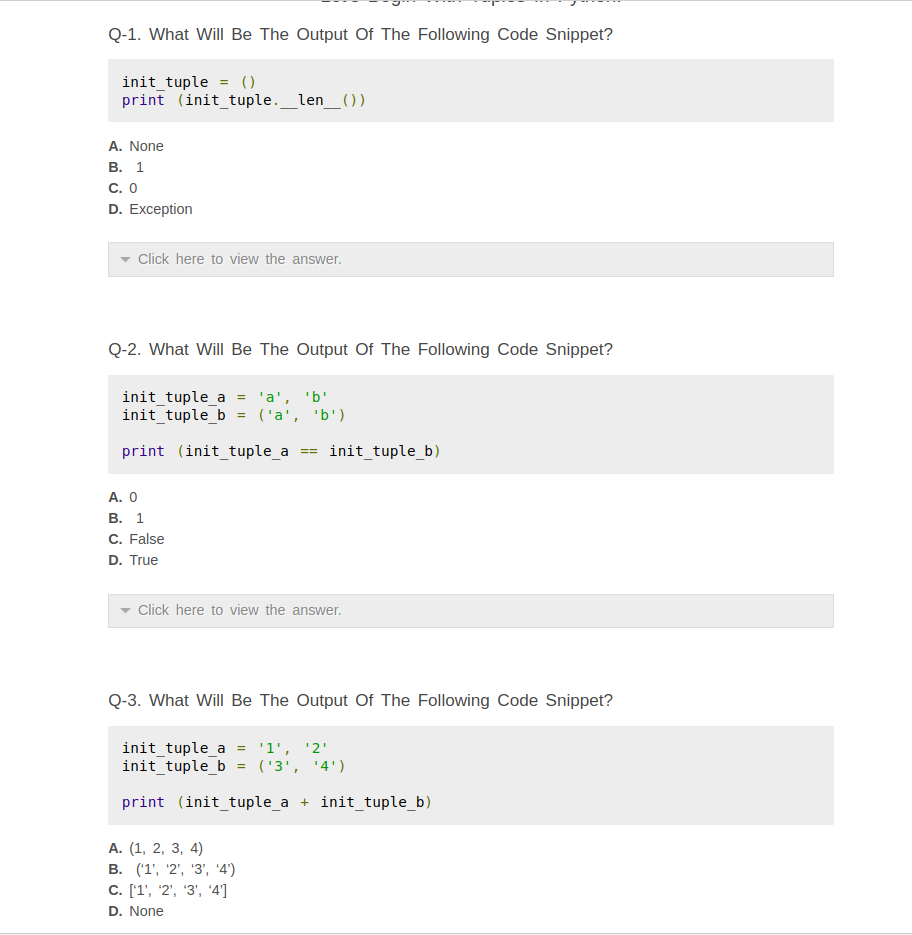 Q-1. What Will Be The Output Of The Following Code Snippet?
init_tuple = ()
print (init_tuple.__len__())
A. None
B. 1
C. 0
D. Exception
Click here to view the answer.
Q-2. What Will Be The Output Of The Following Code Snippet?
init_tuple_a = 'a', 'b'
init_tuple_b = ('a', 'b')
print (init_tuple_a == init_tuple_b)
A. 0
B. 1
C. False
D. True
Click here to view the answer.
Q-3. What Will Be The Output Of The Following Code Snippet?
init_tuple_a = '1', '2'
init_tuple_b = ('3', '4')
print (init_tuple_a + init_tuple_b)
A. (1, 2, 3, 4)
B. (‘1’, ‘2’, ‘3’, ‘4’)
C. [‘1’, ‘2’, ‘3’, ‘4’]
D. None